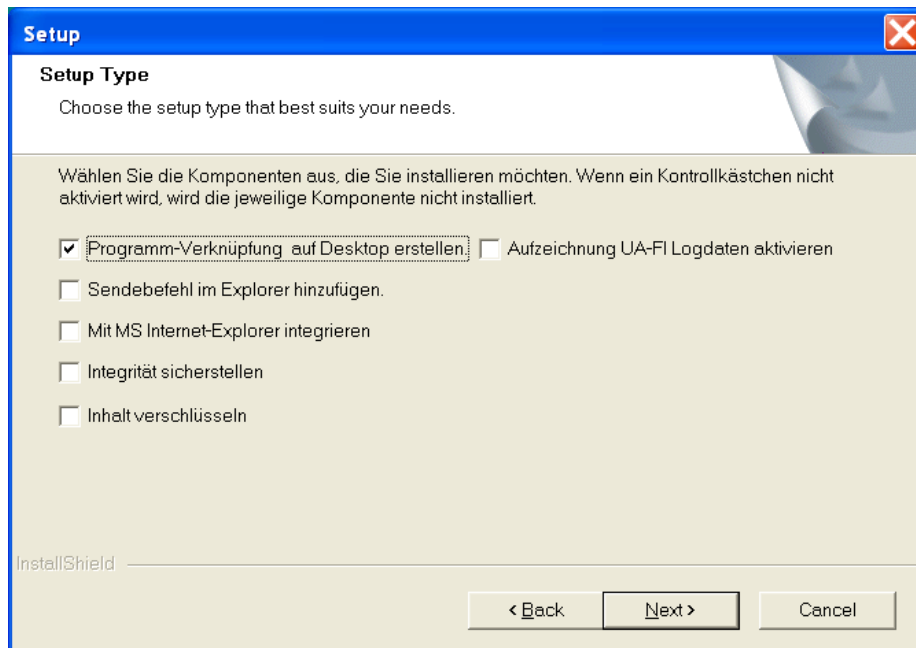 Setup
Setup Type
Choose the setup type that best suits your needs.
Wählen Sie die Komponenten aus, die Sie installieren möchten. Wenn ein Kontrollkästchen nicht
aktiviert wird, wird die jeweilige Komponente nicht installiert.
Programm-Verknüpfung auf Desktop erstellen. Aufzeichnung UA-FI Logdaten aktivieren
Sendebefehl im Explorer hinzufügen.
Mit MS Internet-Explorer integrieren
Integrität sicherstellen
Inhalt verschlüsseln
InstallShield
< Back Next > Cancel